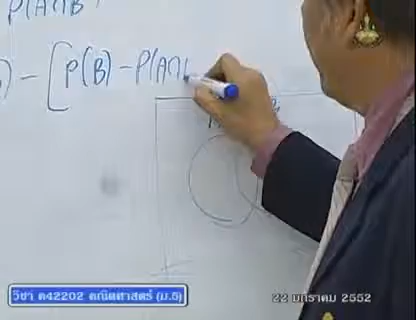 P(A∩B
) - [P(B) - P(A∩
วิชา ค42202 คณิตศาสตร์ (ม.5)
22 มกราคม 2552